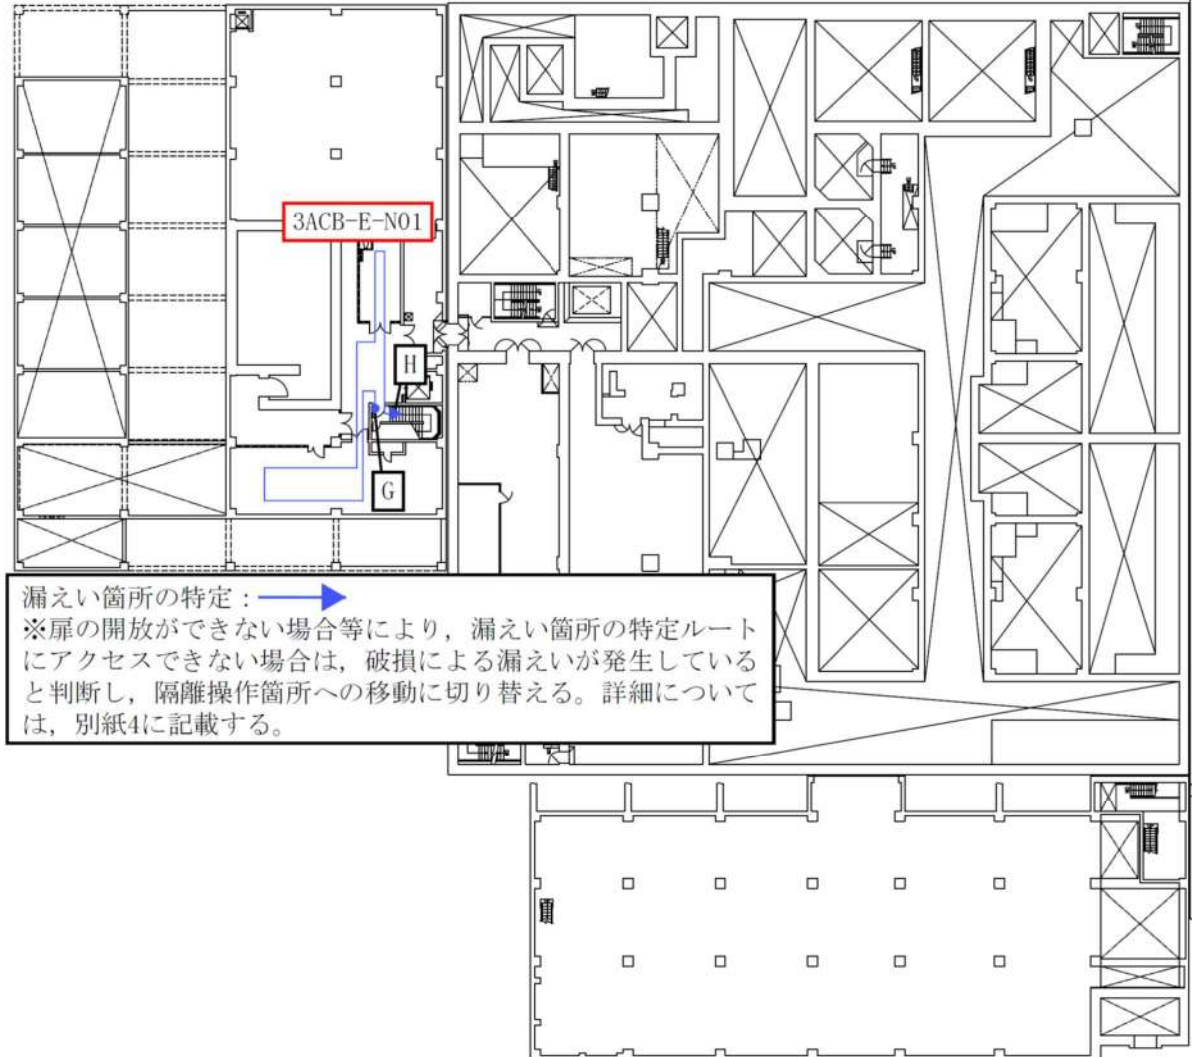 3ACB-E-N01
H
G
漏えい箇所の特定：
※扉の開放ができない場合等により，漏えい箇所の特定ルート
にアクセスできない場合は，破損による漏えいが発生している
と判断し，隔離操作箇所への移動に切り替える。詳細について
は，別紙4に記載する。